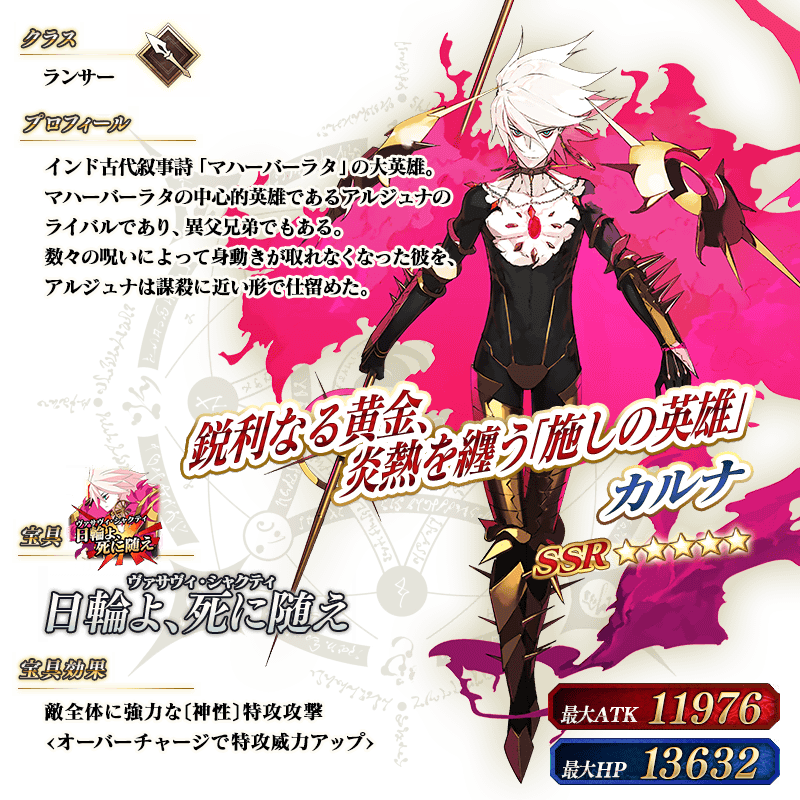 クラス
ランサー
プロフィール
インド古代叙事詩「マハーバーラタ」の大英雄。
マハーバーラタの中心的英雄であるアルジュナの
ライバルであり、異父兄弟でもある。
数々の呪いによって身動きが取れなくなった彼を、
アルジュナは謀殺に近い形で仕留めた。
鋭利なる黄金、
炎熱を纏う「施しの英雄」
カルナ
SSR
宝具
ヴァサヴィ・シャクティ
日輪よ、
死に随え
ヴァサヴィ・シャクティ
日輪よ、死に随え
宝具効果
敵全体に強力な〔神性〕特攻攻撃
<オーバーチャージで特攻威力アップ>
最大ATK 11976
最大HP 13632